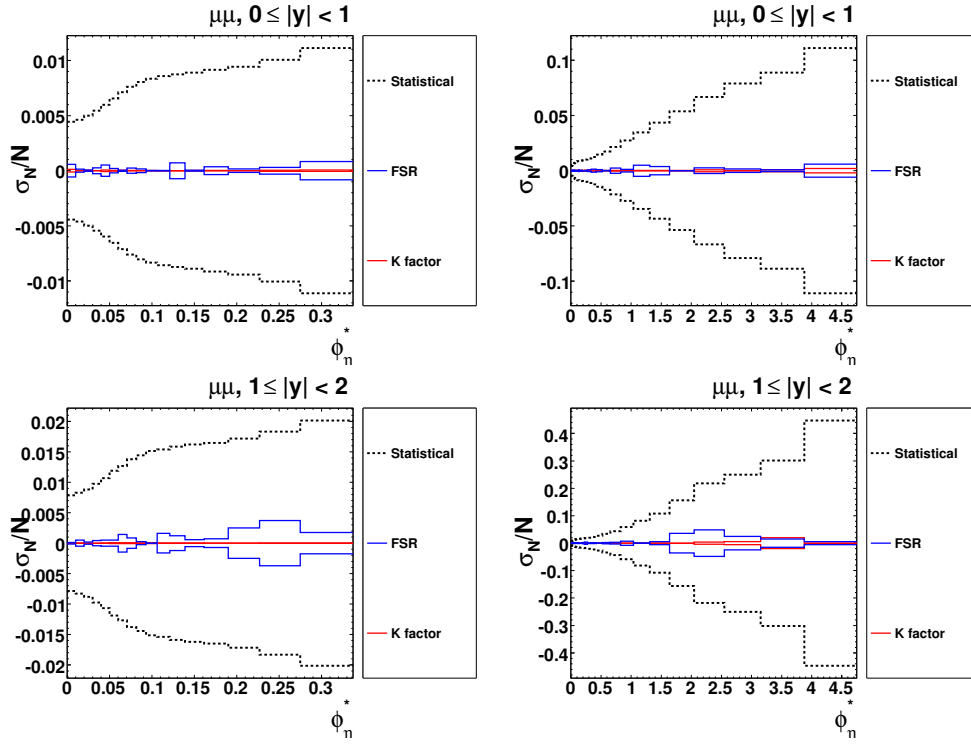 μμ, 0 ≤ |y| < 1
σN/N
0.01
0.005
0
-0.005
-0.01
0 0.05 0.1 0.15 0.2 0.25 0.3
ϕ*η
Statistical
FSR
K factor
μμ, 0 ≤ |y| < 1
σN/N
0.1
0.05
0
-0.05
-0.1
0 0.5 1 1.5 2 2.5 3 3.5 4 4.5
ϕ*η
Statistical
FSR
K factor
μμ, 1 ≤ |y| < 2
σN/N
0.02
0.015
0.01
0.005
0
-0.005
-0.01
-0.015
-0.02
0 0.05 0.1 0.15 0.2 0.25 0.3
ϕ*η
Statistical
FSR
K factor
μμ, 1 ≤ |y| < 2
σN/N
0.4
0.3
0.2
0.1
0
-0.1
-0.2
-0.3
-0.4
0 0.5 1 1.5 2 2.5 3 3.5 4 4.5
ϕ*η
Statistical
FSR
K factor